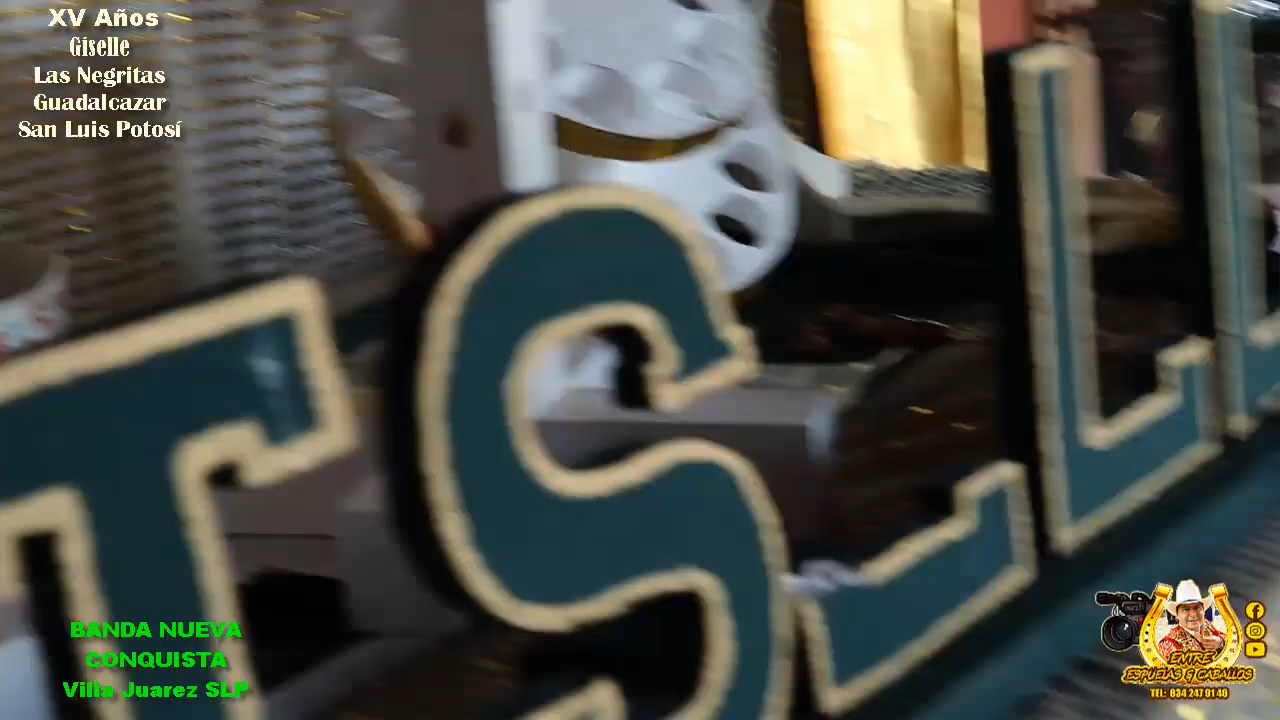 XV Años
Giselle
Las Negritas
Guadalcazar
San Luis Potosí
BANDA NUEVA
CONQUISTA
Villa Juarez SLP
ENTRE
ESPUELAS Y CABALLOS
TEL: 834 247 91 40